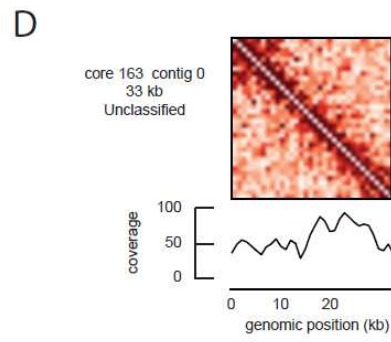 D
core 163 contig 0
33 kb
Unclassified
coverage
100
50
0
0 10 20
genomic position (kb)